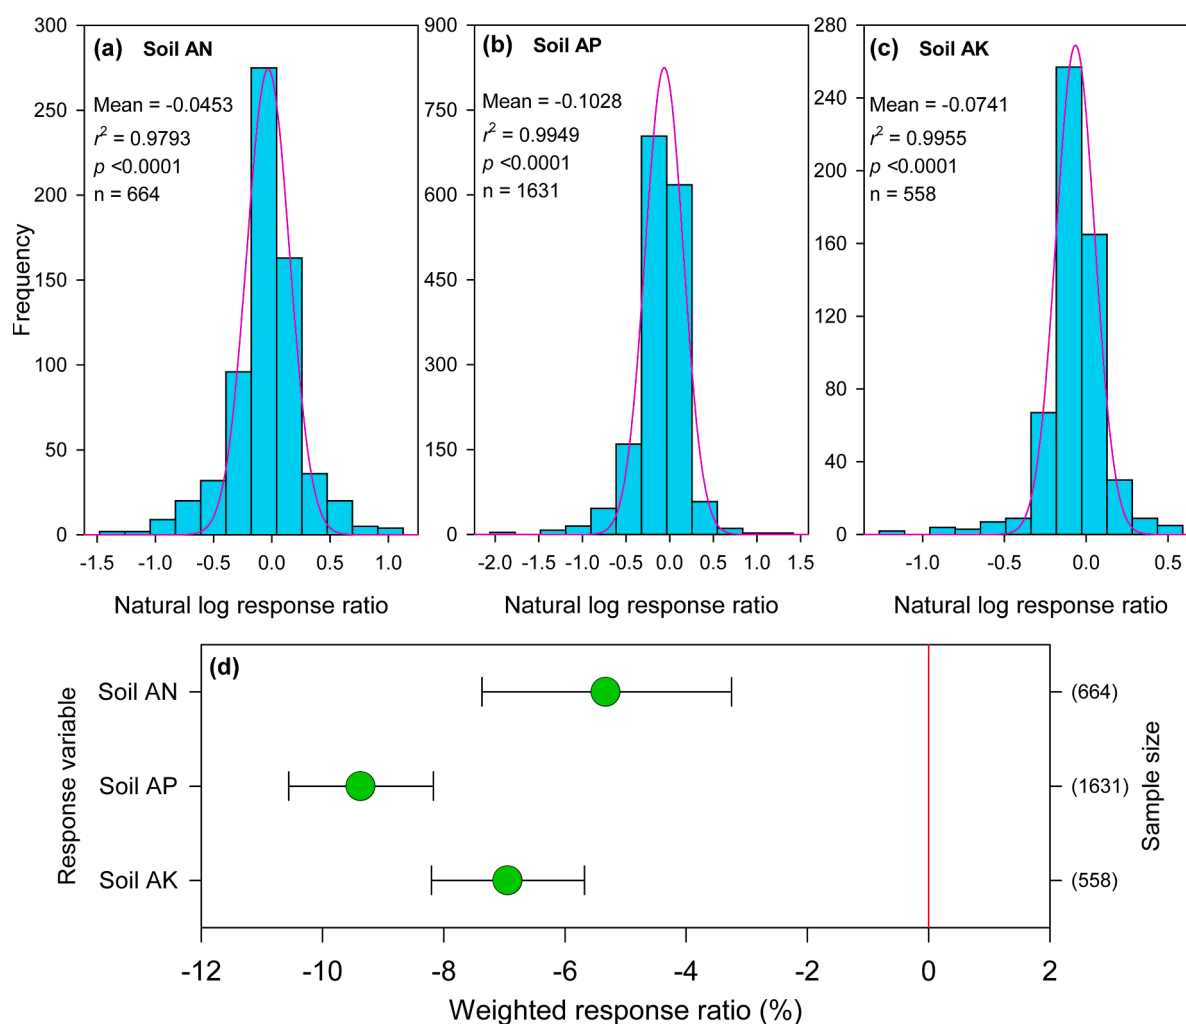 (a) Soil AN
Mean = -0.0453
r² = 0.9793
p <0.0001
n = 664
Frequency
300
250
200
150
100
50
0
-1.5 -1.0 -0.5 0.0 0.5 1.0
Natural log response ratio
(b) Soil AP
Mean = -0.1028
r² = 0.9949
p <0.0001
n = 1631
900
750
600
450
300
150
0
-2.0 -1.5 -1.0 -0.5 0.0 0.5 1.0 1.5
Natural log response ratio
(c) Soil AK
Mean = -0.0741
r² = 0.9955
p <0.0001
n = 558
280
240
200
160
120
80
40
0
-1.0 -0.5 0.0 0.5
Natural log response ratio
(d)
Response variable
Soil AN (664)
Soil AP (1631)
Soil AK (558)
Sample size
-12 -10 -8 -6 -4 -2 0 2
Weighted response ratio (%)